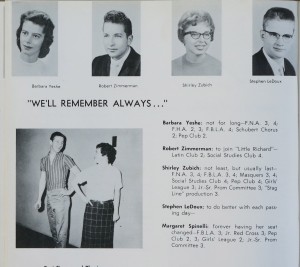 Barbara Yoshe
Robert Zimmerman
Shirley Zubich
Stephen LeDoux
"WE'LL REMEMBER ALWAYS..."
Barbara Yoshe: not for long—F.N.A. 3, 4;
F.H.A. 2, 3, F.B.L.A. 4; Schubert Chorus
2; Pep Club 2.
Robert Zimmerman: to join "Little Richard"—
Latin Club 2; Social Studies Club 4.
Shirley Zubich: not least, but usually last—
F.N.A. 3, F.B.L.A. 3, 4, Masquers 3, 4,
Social Studies Club 4, Pep Club 2, Girls'
League 3, Jr.-Sr. Prom Committee 3, "Stag
Line" production 3.
Stephen LeDoux: to do better with each pass-
ing day—
Margaret Spinelli: forever having her seat
changed—F.B.L.A. 3, Jr. Red Cross 3, Pep
Club 2, 3, Girls' League 2, Jr.-Sr. Prom
Committee 3.